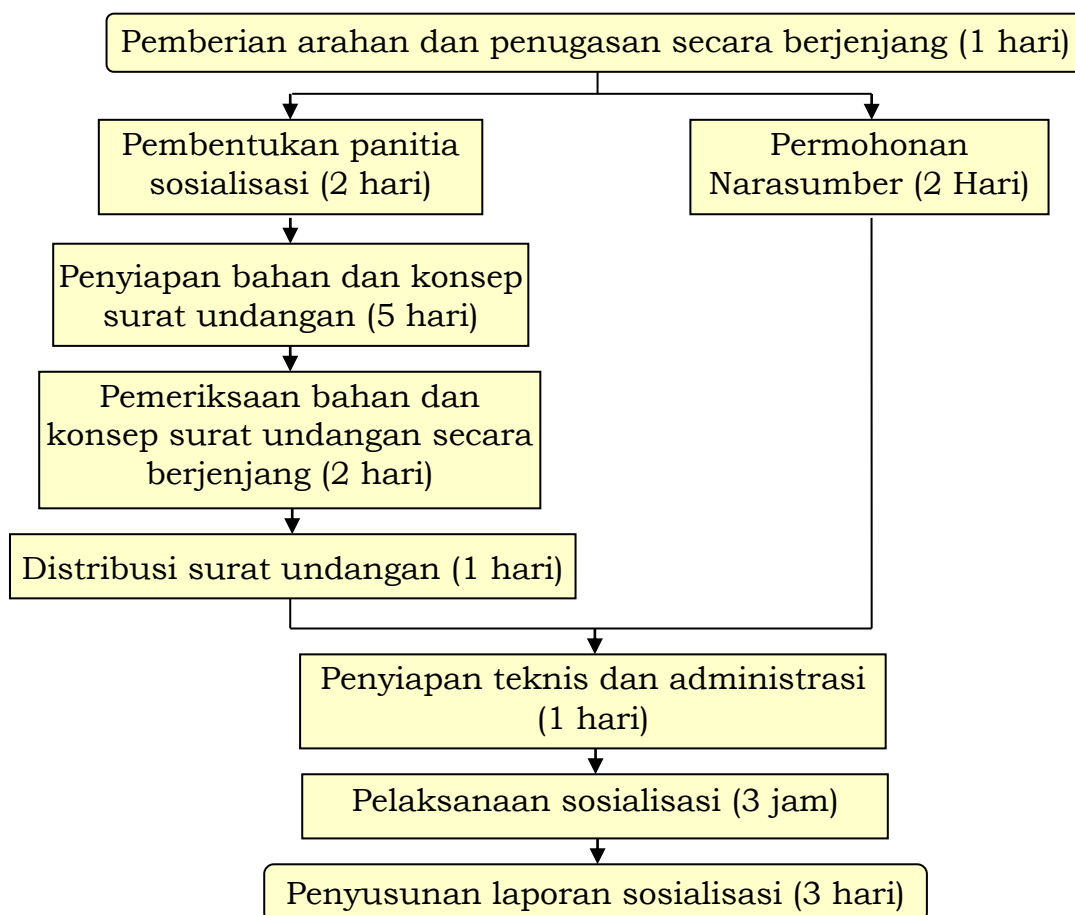 Pemberian arahan dan penugasan secara berjenjang (1 hari)
Pembentukan panitia
sosialisasi (2 hari)
Permohonan
Narasumber (2 Hari)
Penyiapan bahan dan konsep
surat undangan (5 hari)
Pemeriksaan bahan dan
konsep surat undangan secara
berjenjang (2 hari)
Distribusi surat undangan (1 hari)
Penyiapan teknis dan administrasi
(1 hari)
Pelaksanaan sosialisasi (3 jam)
Penyusunan laporan sosialisasi (3 hari)